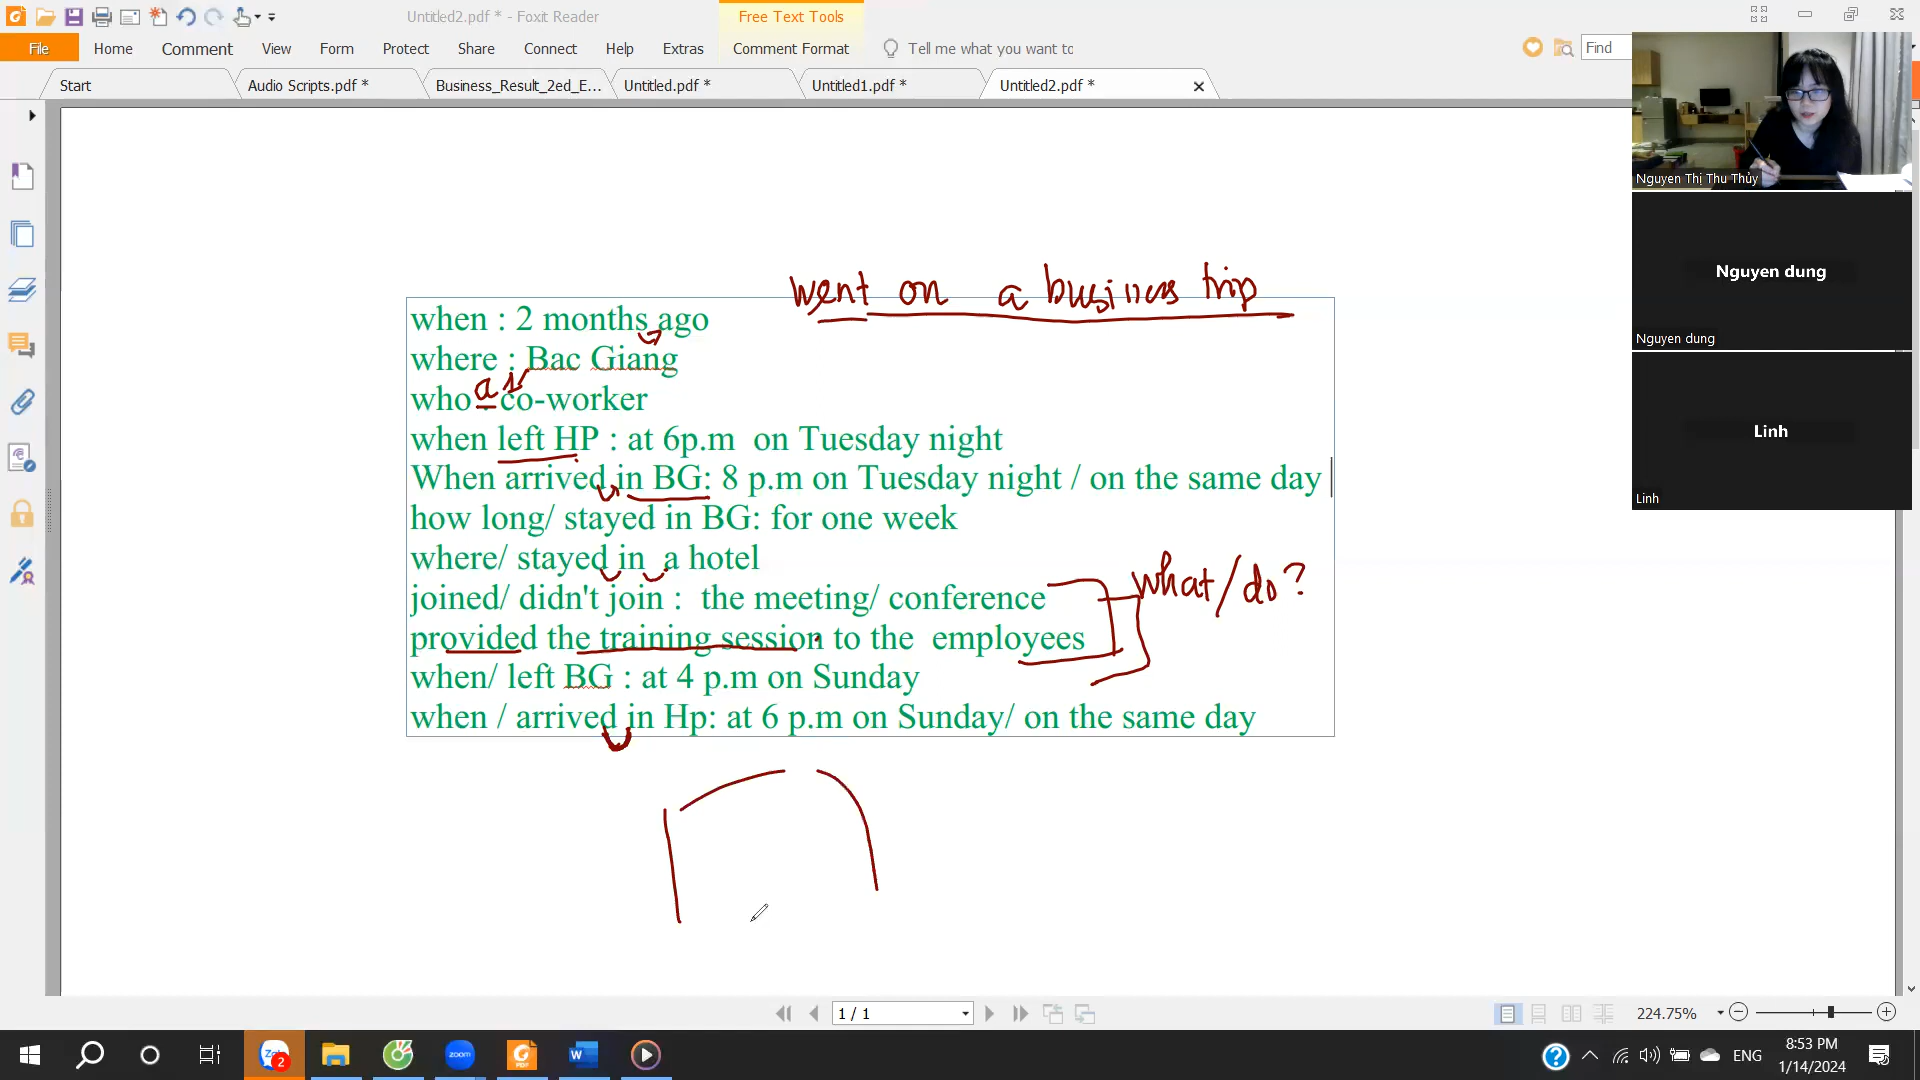 Untitled2.pdf * - Foxit Reader
Free Text Tools
File Home Comment View Form Protect Share Connect Help Extras Comment Format Tell me what you want to Find
Start Audio Scripts.pdf * Business_Result_2ed_E... Untitled.pdf * Untitled1.pdf * Untitled2.pdf *
Nguyen Thị Thu Thủy
Nguyen dung
Nguyen dung
Linh
Linh
went on a business trip
when : 2 months ago
where : Bac Giang
a 1
who : co-worker
when left HP : at 6p.m on Tuesday night
When arrived in BG: 8 p.m on Tuesday night / on the same day
how long/ stayed in BG: for one week
where/ stayed in a hotel
what/do?
joined/ didn't join : the meeting/ conference
provided the training session to the employees
when/ left BG : at 4 p.m on Sunday
when / arrived in Hp: at 6 p.m on Sunday/ on the same day
1 / 1
224.75%
2
zoom
PDF
W
ENG
8:53 PM
1/14/2024